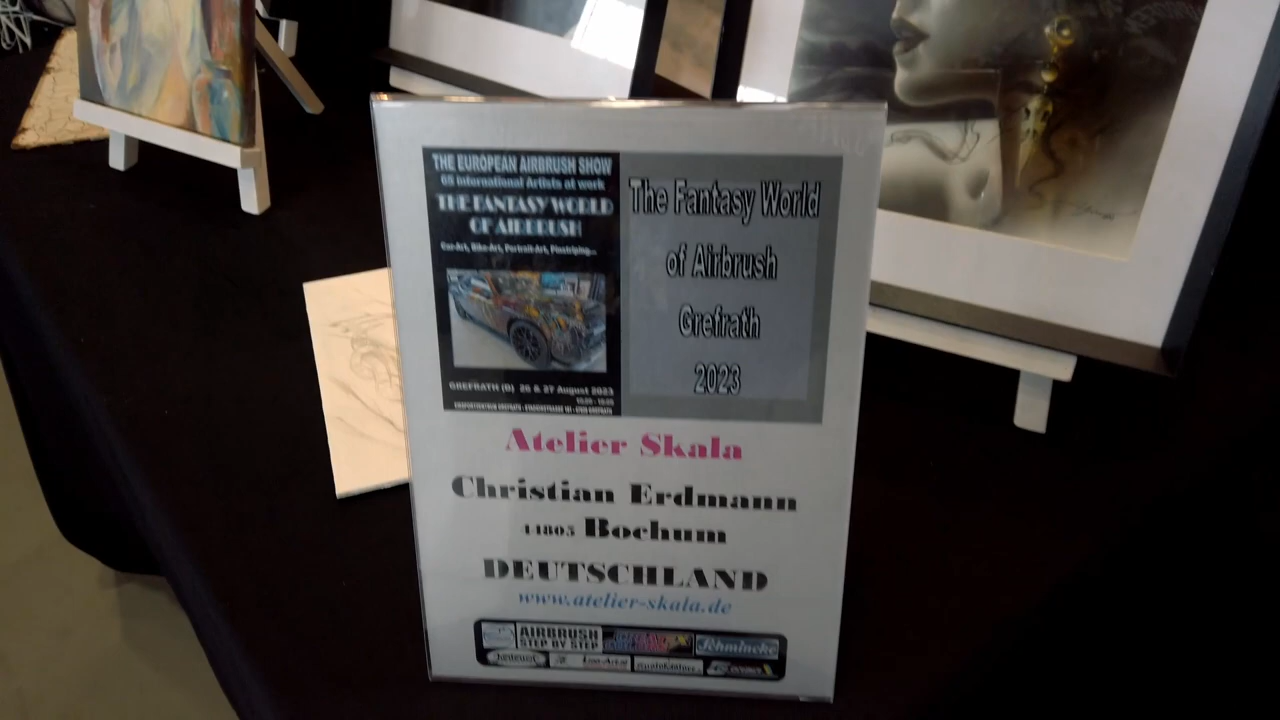 THE EUROPEAN AIRBRUSH SHOW
65 International Artists at work
THE FANTASY WORLD
OF AIRBRUSH
Car-Art, Bike-Art, Portrait-Art, Pinstriping...
GREFRATH (D) 26 & 27 August 2023
The Fantasy World
of Airbrush
Grefrath
2023
Atelier Skala
Christian Erdmann
44803 Bochum
DEUTSCHLAND
www.atelier-skala.de
AIRBRUSH
STEP BY STEP
Schmincke